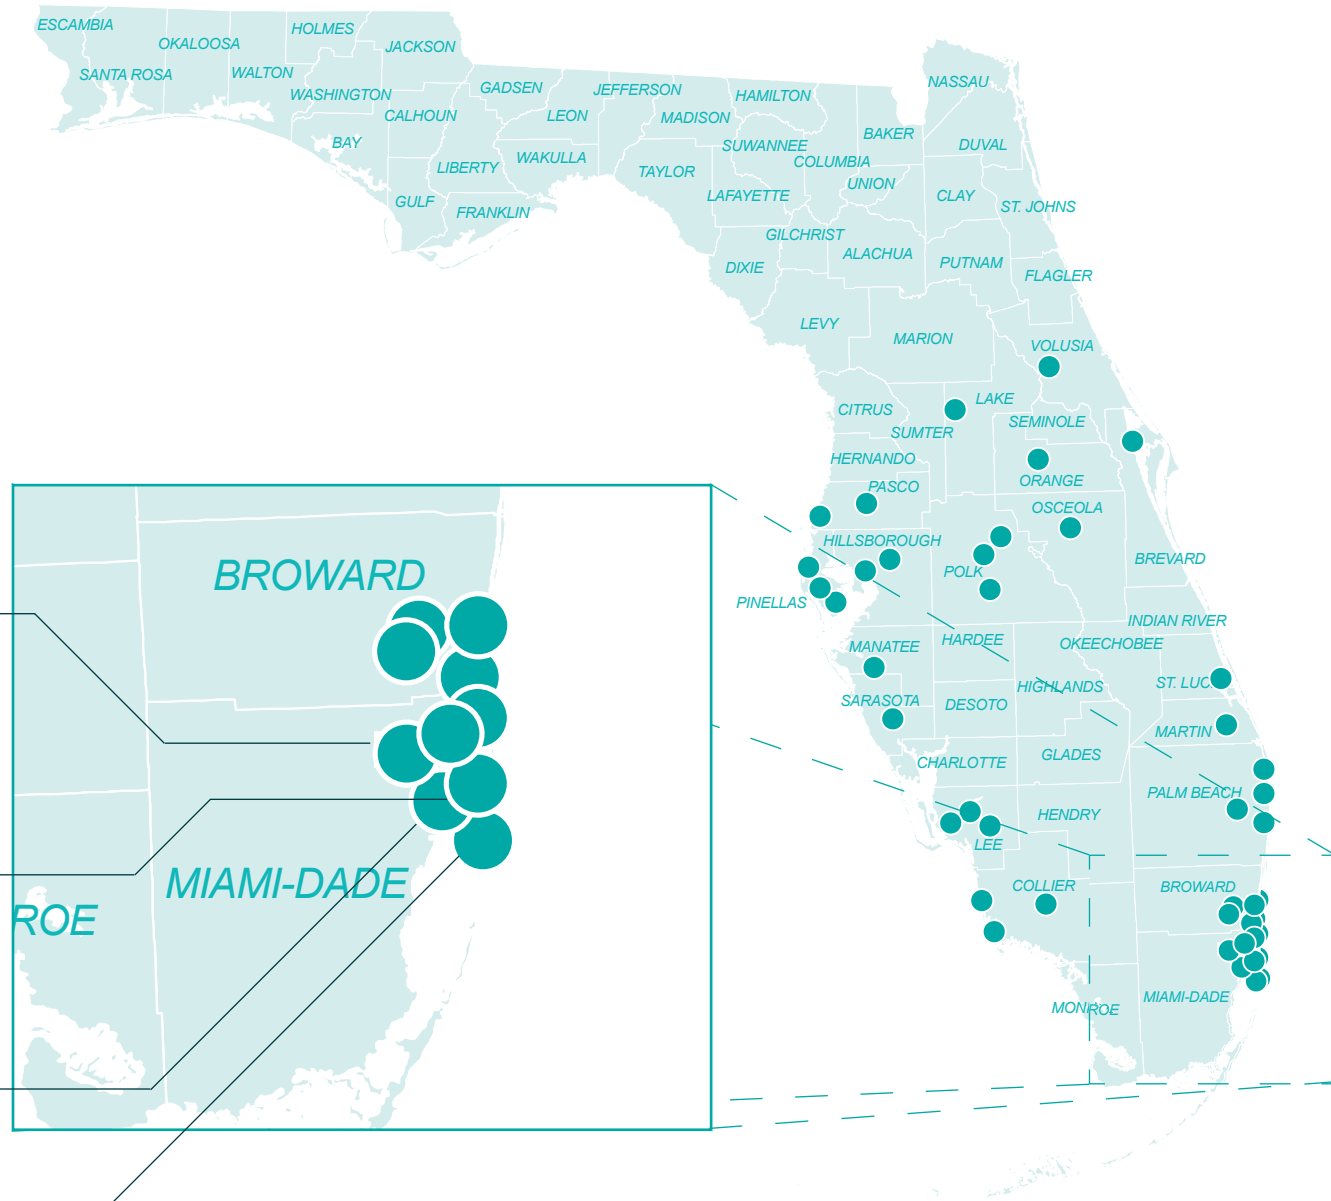 ESCAMBIA
OKALOOSA
HOLMES
JACKSON
SANTA ROSA
WALTON
WASHINGTON
GADSEN
JEFFERSON
HAMILTON
NASSAU
CALHOUN
LEON
MADISON
BAKER
DUVAL
BAY
SUWANNEE
COLUMBIA
LIBERTY
WAKULLA
TAYLOR
UNION
LAFAYETTE
CLAY
ST. JOHNS
GULF
FRANKLIN
GILCHRIST
ALACHUA
PUTNAM
DIXIE
FLAGLER
LEVY
MARION
VOLUSIA
CITRUS
LAKE
SUMTER
SEMINOLE
HERNANDO
PASCO
ORANGE
OSCEOLA
HILLSBOROUGH
POLK
BREVARD
PINELLAS
INDIAN RIVER
MANATEE
HARDEE
OKEECHOBEE
HIGHLANDS
ST. LUC
SARASOTA
DESOTO
MARTIN
CHARLOTTE
GLADES
PALM BEACH
HENDRY
LEE
COLLIER
BROWARD
MIAMI-DADE
MONROE
BROWARD
MIAMI-DADE
ROE